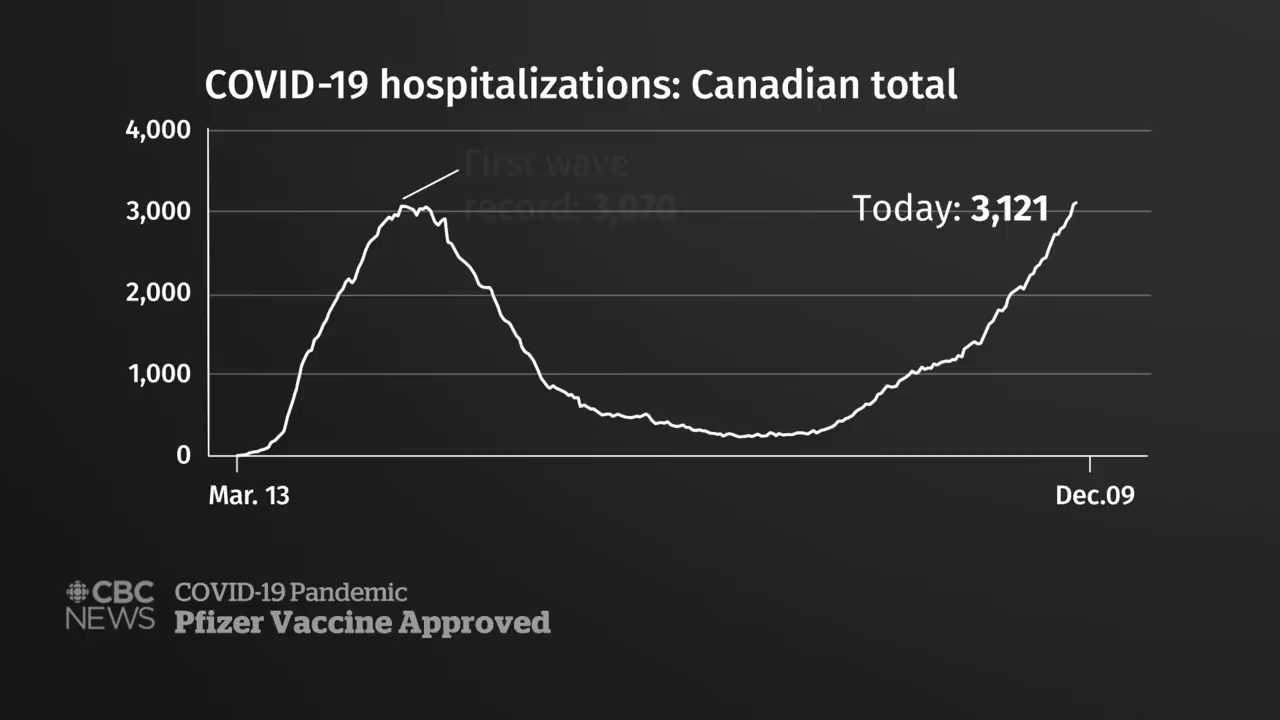 COVID-19 hospitalizations: Canadian total
4,000
First wave
record: 3,070
3,000
Today: 3,121
2,000
1,000
0
Mar. 13
Dec.09
CBC
NEWS
COVID-19 Pandemic
Pfizer Vaccine Approved